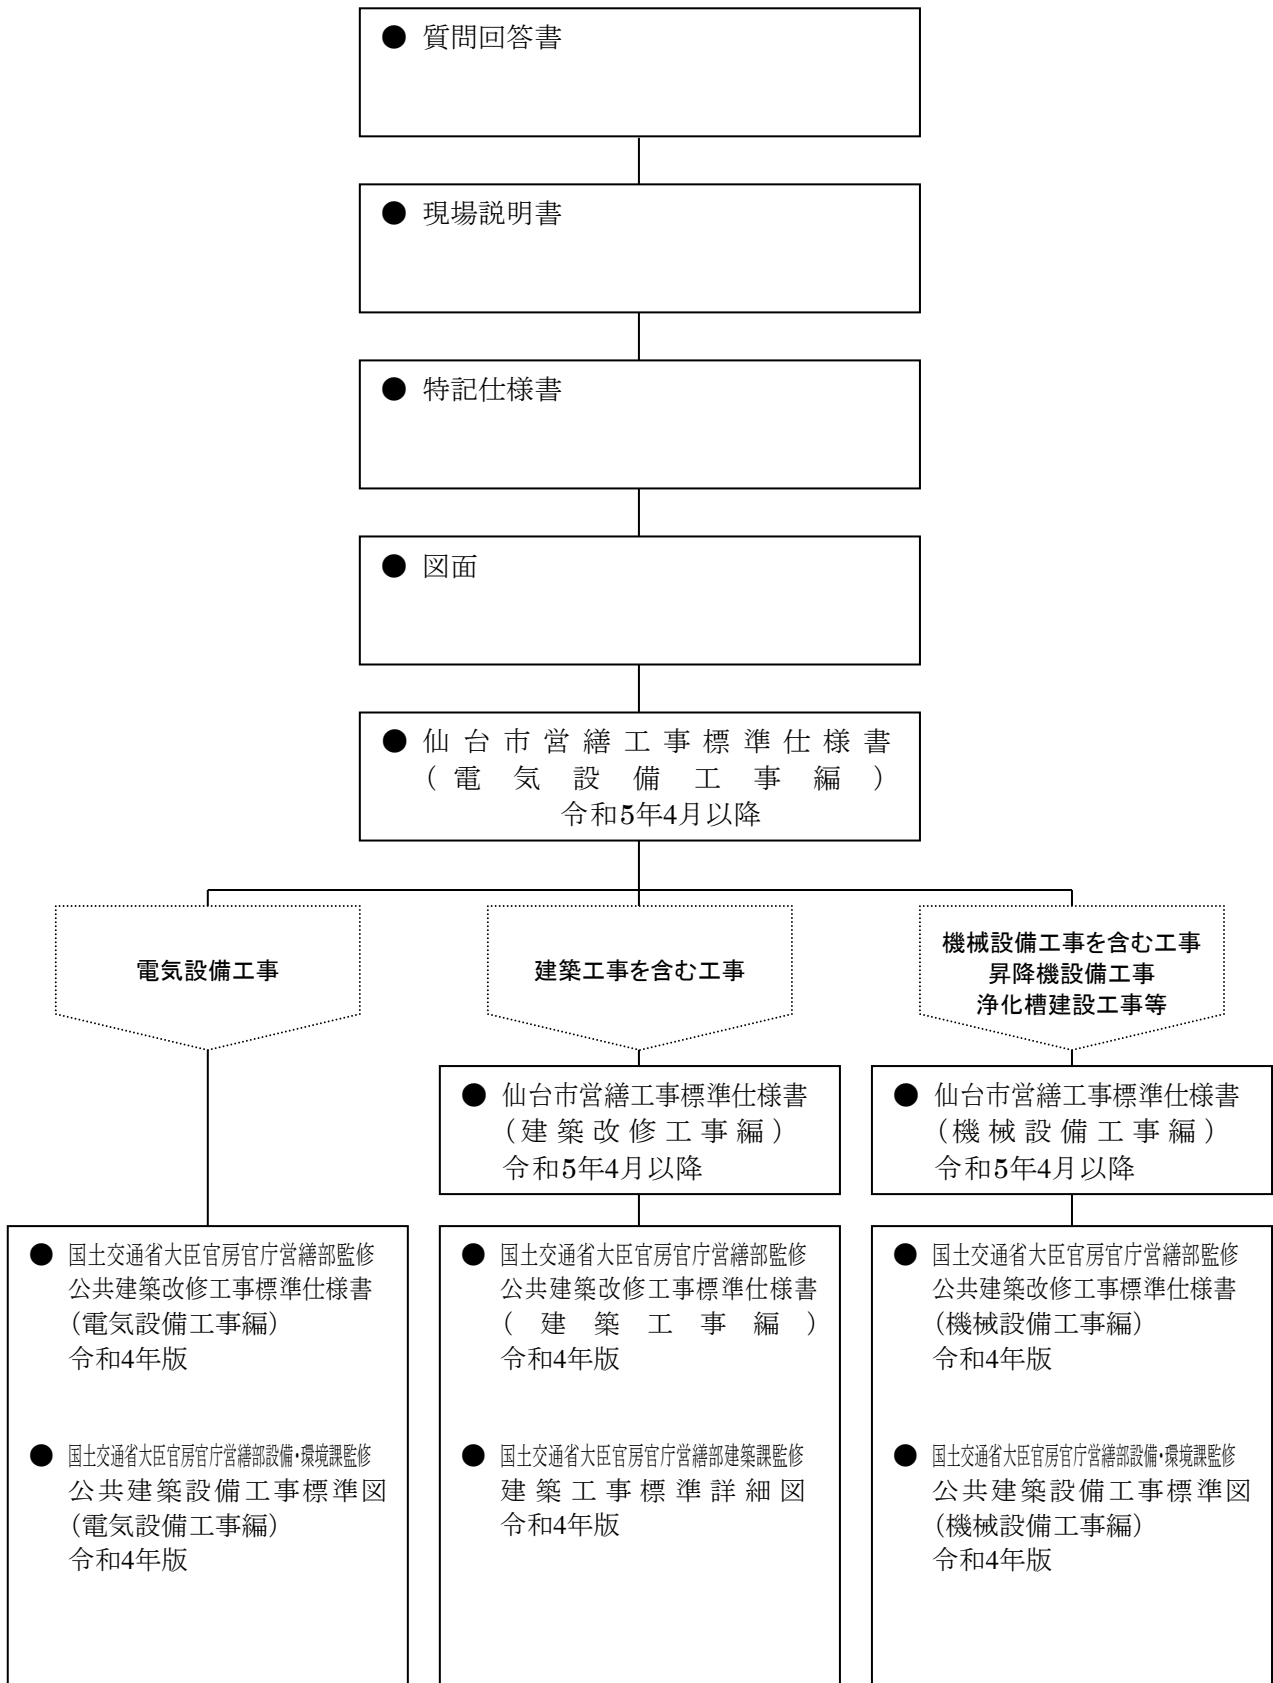 ● 質問回答書
● 現場説明書
● 特記仕様書
● 図面
● 仙台市営繕工事標準仕様書
(電気設備工事編)
令和5年4月以降
電気設備工事
建築工事を含む工事
機械設備工事を含む工事
昇降機設備工事
浄化槽建設工事等
● 仙台市営繕工事標準仕様書
(建築改修工事編)
令和5年4月以降
● 仙台市営繕工事標準仕様書
(機械設備工事編)
令和5年4月以降
● 国土交通省大臣官房官庁営繕部監修
公共建築改修工事標準仕様書
(電気設備工事編)
令和4年版
● 国土交通省大臣官房官庁営繕部設備・環境課監修
公共建築設備工事標準図
(電気設備工事編)
令和4年版
● 国土交通省大臣官房官庁営繕部監修
公共建築改修工事標準仕様書
(建築工事編)
令和4年版
● 国土交通省大臣官房官庁営繕部建築課監修
建築工事標準詳細図
令和4年版
● 国土交通省大臣官房官庁営繕部監修
公共建築改修工事標準仕様書
(機械設備工事編)
令和4年版
● 国土交通省大臣官房官庁営繕部設備・環境課監修
公共建築設備工事標準図
(機械設備工事編)
令和4年版